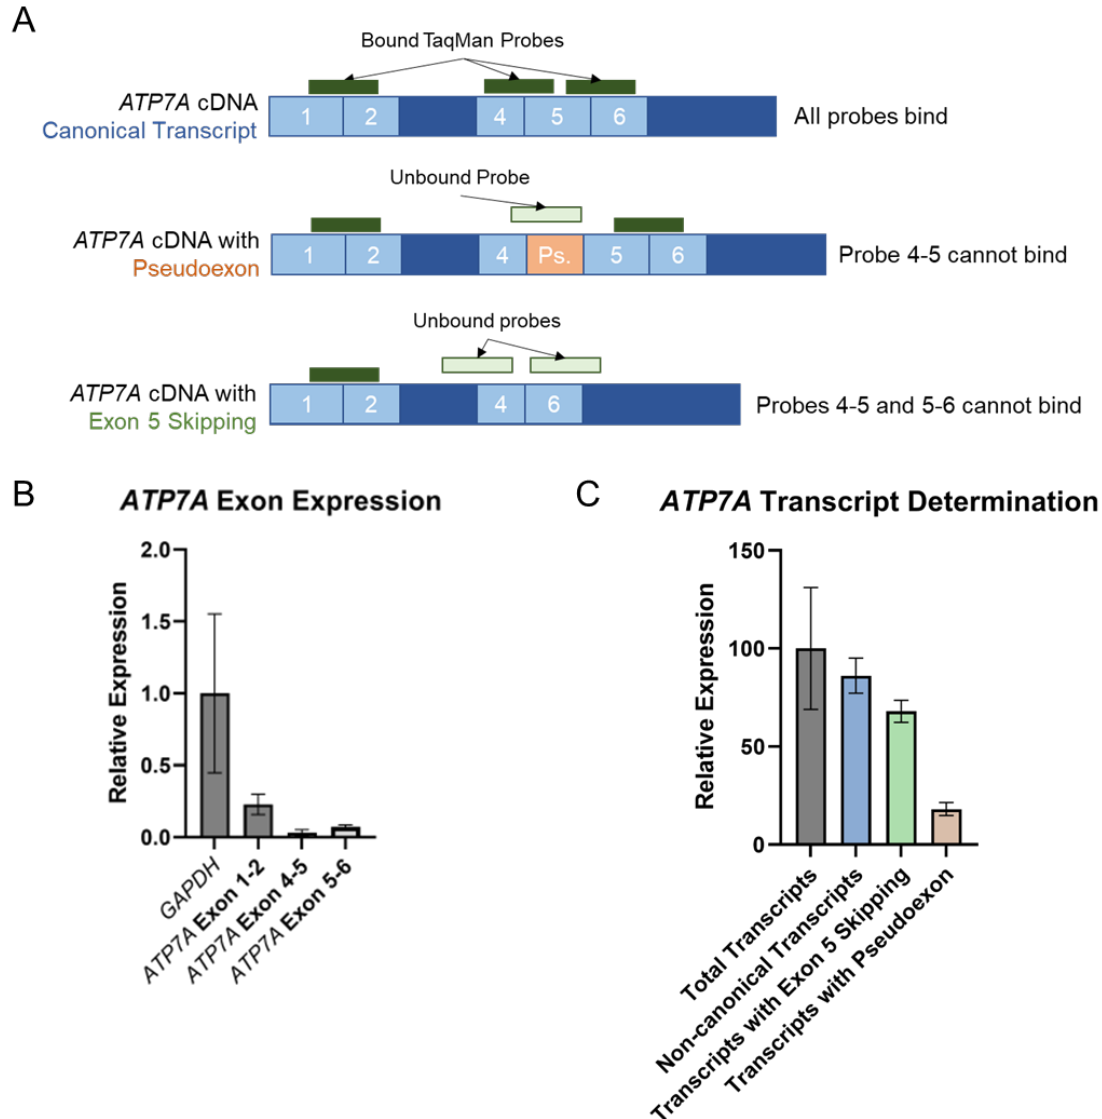 A
Bound TaqMan Probes
ATP7A cDNA
Canonical Transcript
1 2 4 5 6
All probes bind
Unbound Probe
ATP7A cDNA with
Pseudoexon
1 2 4 Ps. 5 6
Probe 4-5 cannot bind
Unbound probes
ATP7A cDNA with
Exon 5 Skipping
1 2 4 6
Probes 4-5 and 5-6 cannot bind
B
ATP7A Exon Expression
Relative Expression
2.0
1.5
1.0
0.5
0.0
GAPDH
ATP7A Exon 1-2
ATP7A Exon 4-5
ATP7A Exon 5-6
C
ATP7A Transcript Determination
Relative Expression
150
100
50
0
Total Transcripts
Non-canonical Transcripts
Transcripts with Exon 5 Skipping
Transcripts with Pseudoexon